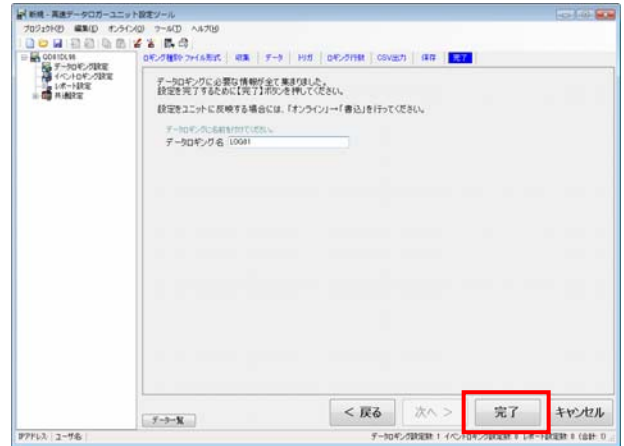 新規 - 高速データロガーユニット設定ツール
プロジェクト(P) 編集(E) オンライン(O) ツール(T) ヘルプ(H)
データロギング設定
イベントロギング設定
レポート設定
共通設定
ロギング種別・ファイル形式 収集 データ トリガ ロギング行数 CSV出力 保存 完了
データロギングに必要な情報が全て集まりました。
設定を完了するために【完了】ボタンを押してください。
設定をユニットに反映する場合には、「オンライン」→「書込」を行ってください。
データロギングに名前を付けてください。
データロギング名 LOG01
データ一覧
< 戻る 次へ > 完了 キャンセル
IPアドレス ユーザ名
データロギング設定数 1 イベントロギング設定数 0 レポート設定数 0 (合計